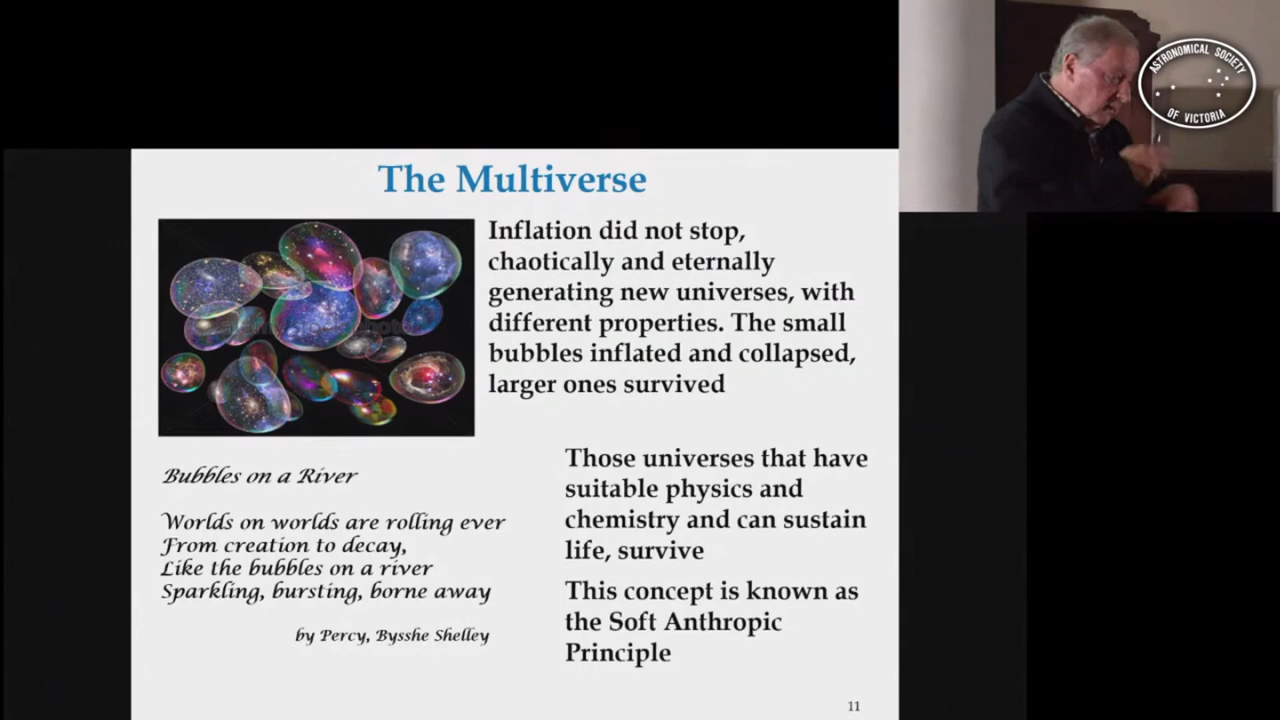 The Multiverse
Inflation did not stop,
chaotically and eternally
generating new universes, with
different properties. The small
bubbles inflated and collapsed,
larger ones survived
Bubbles on a River
Worlds on worlds are rolling ever
From creation to decay,
Like the bubbles on a river
Sparkling, bursting, borne away
by Percy, Bysshe Shelley
Those universes that have
suitable physics and
chemistry and can sustain
life, survive
This concept is known as
the Soft Anthropic
Principle
11
ASTRONOMICAL SOCIETY
OF VICTORIA